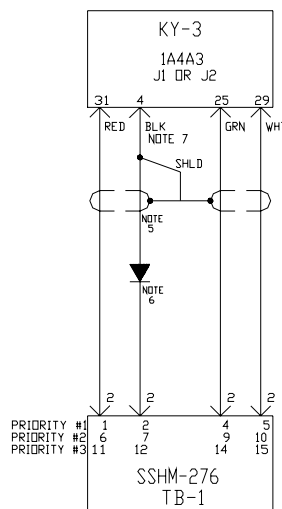 KY-3
1A4A3
J1 OR J2
31 4 25 29
RED BLK GRN WH
NOTE 7
SHLD
NOTE
5
NOTE
6
2 2 2 2
PRIORITY #1 1 2 4 5
PRIORITY #2 6 7 9 10
PRIORITY #3 11 12 14 15
SSHM-276
TB-1